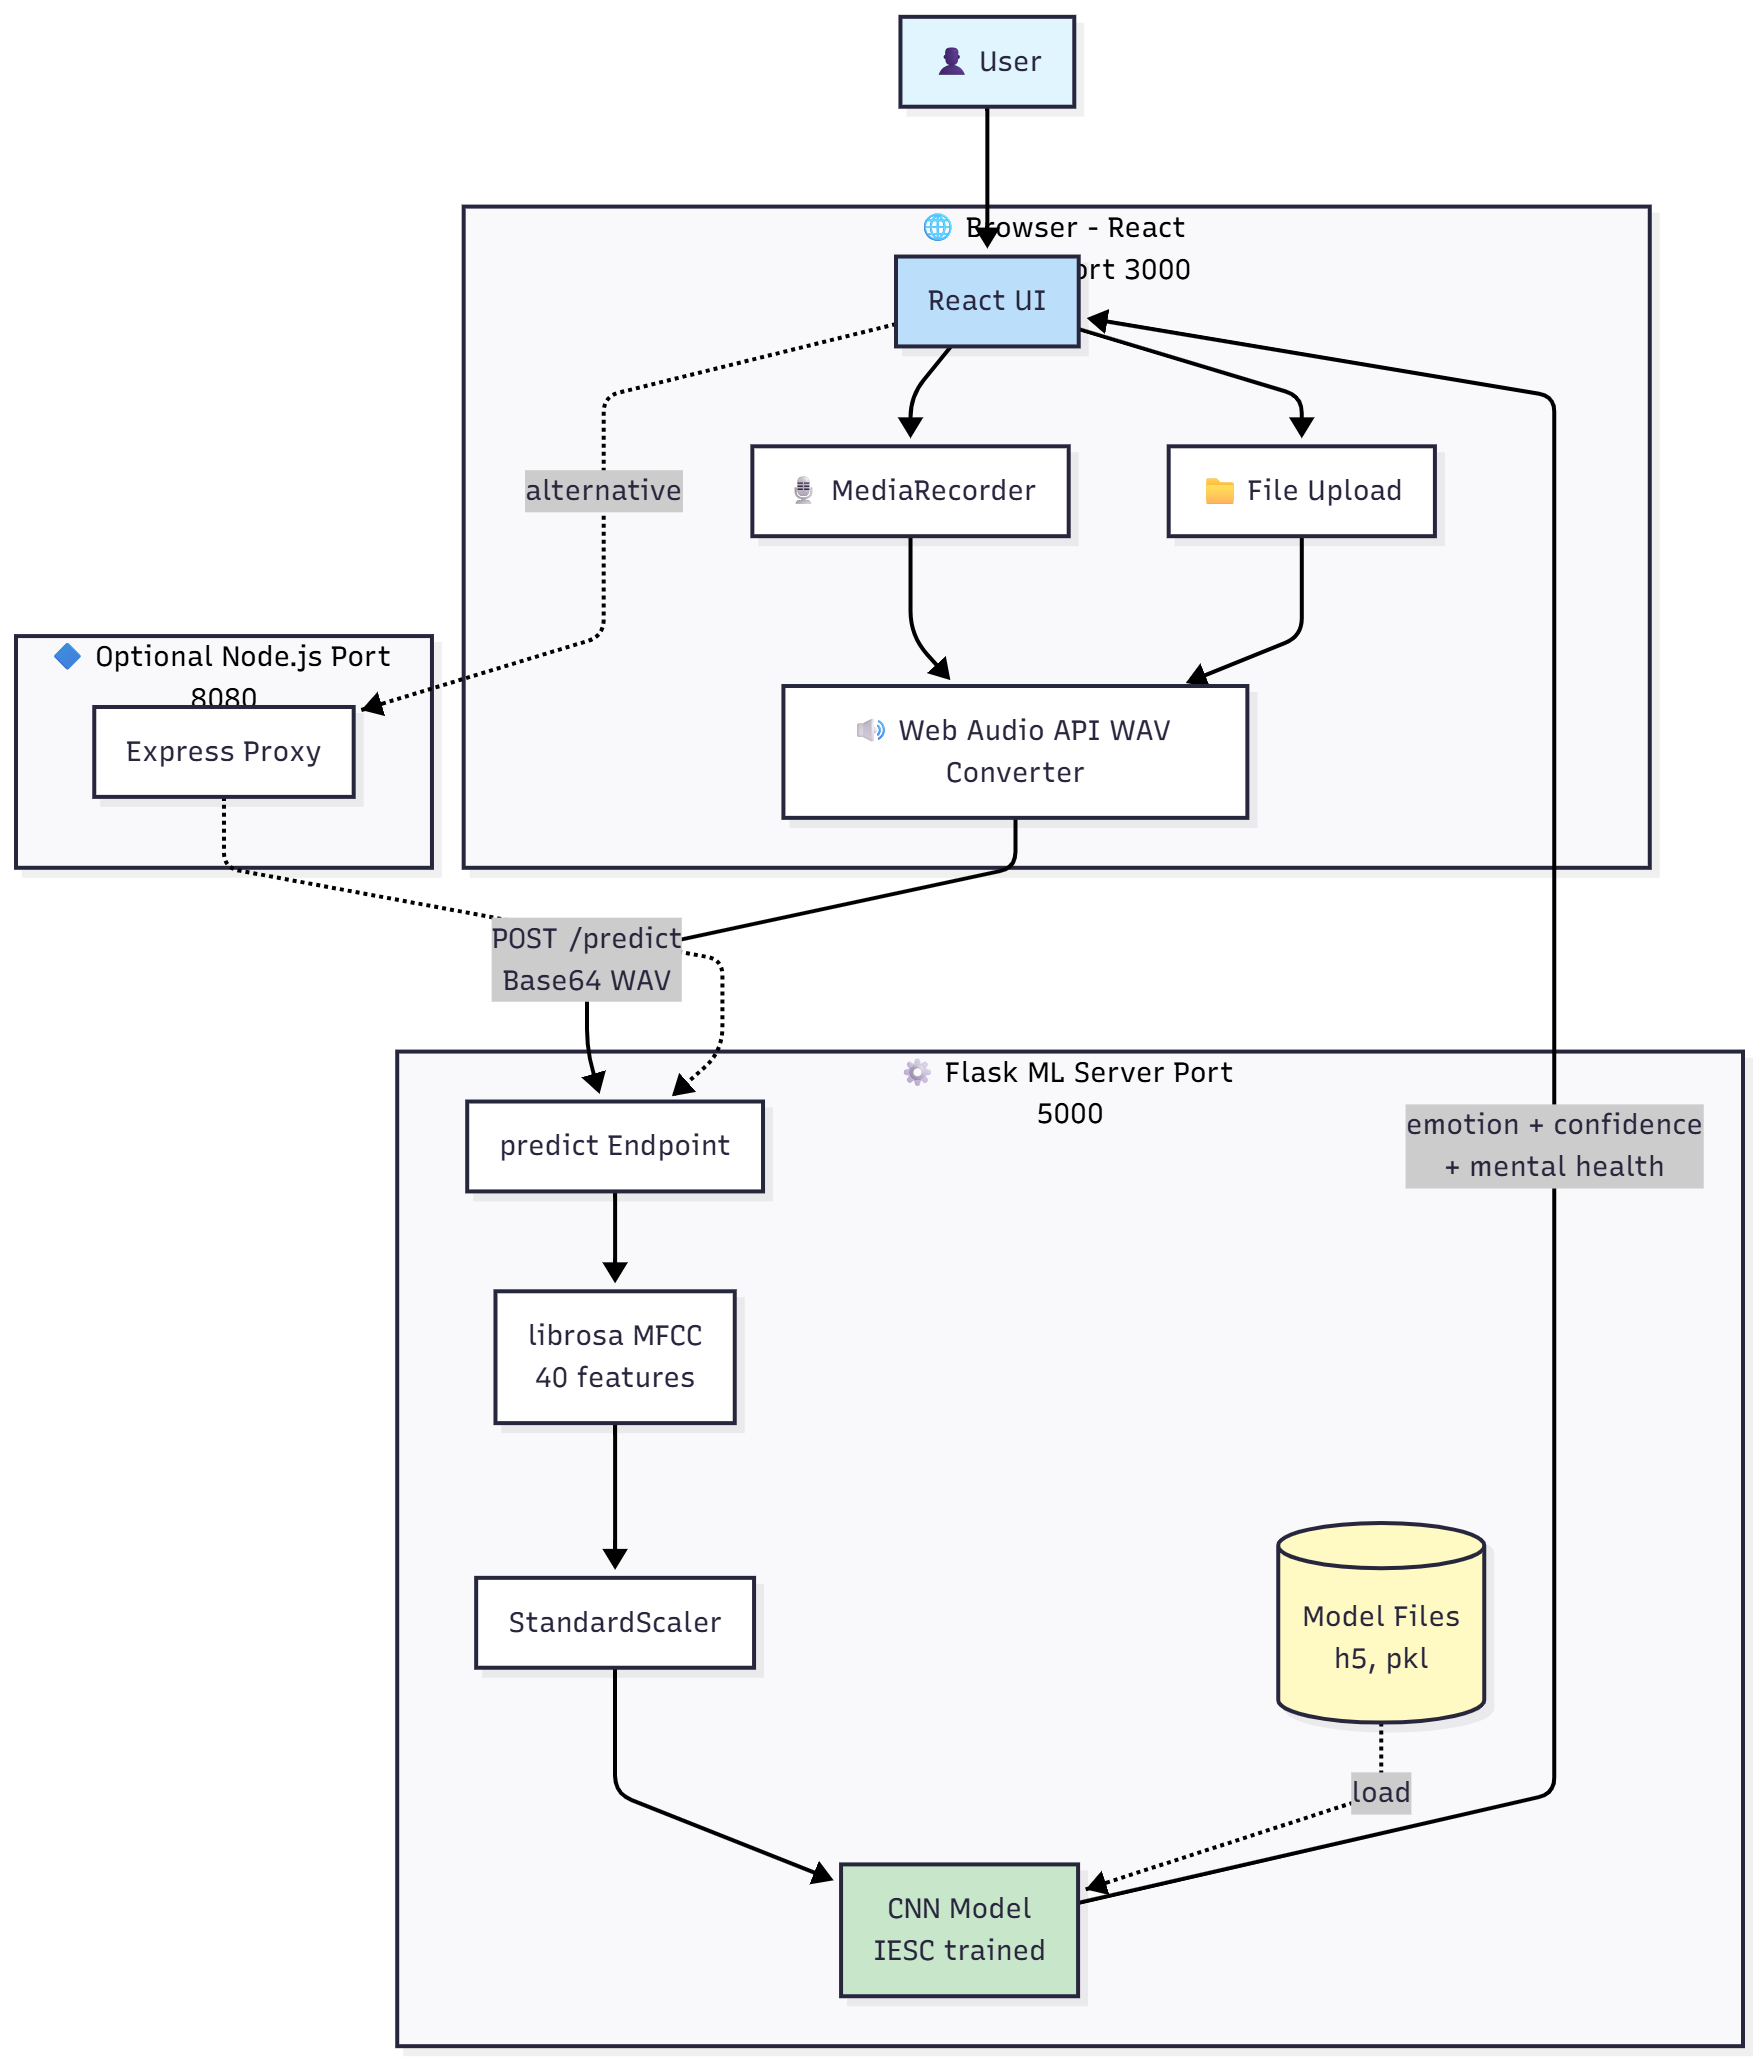 User
Browser - React
ort 3000
React UI
alternative
MediaRecorder
File Upload
Optional Node.js Port
8080
Express Proxy
Web Audio API WAV
Converter
POST /predict
Base64 WAV
Flask ML Server Port
5000
predict Endpoint
emotion + confidence
+ mental health
librosa MFCC
40 features
StandardScaler
Model Files
h5, pkl
load
CNN Model
IESC trained